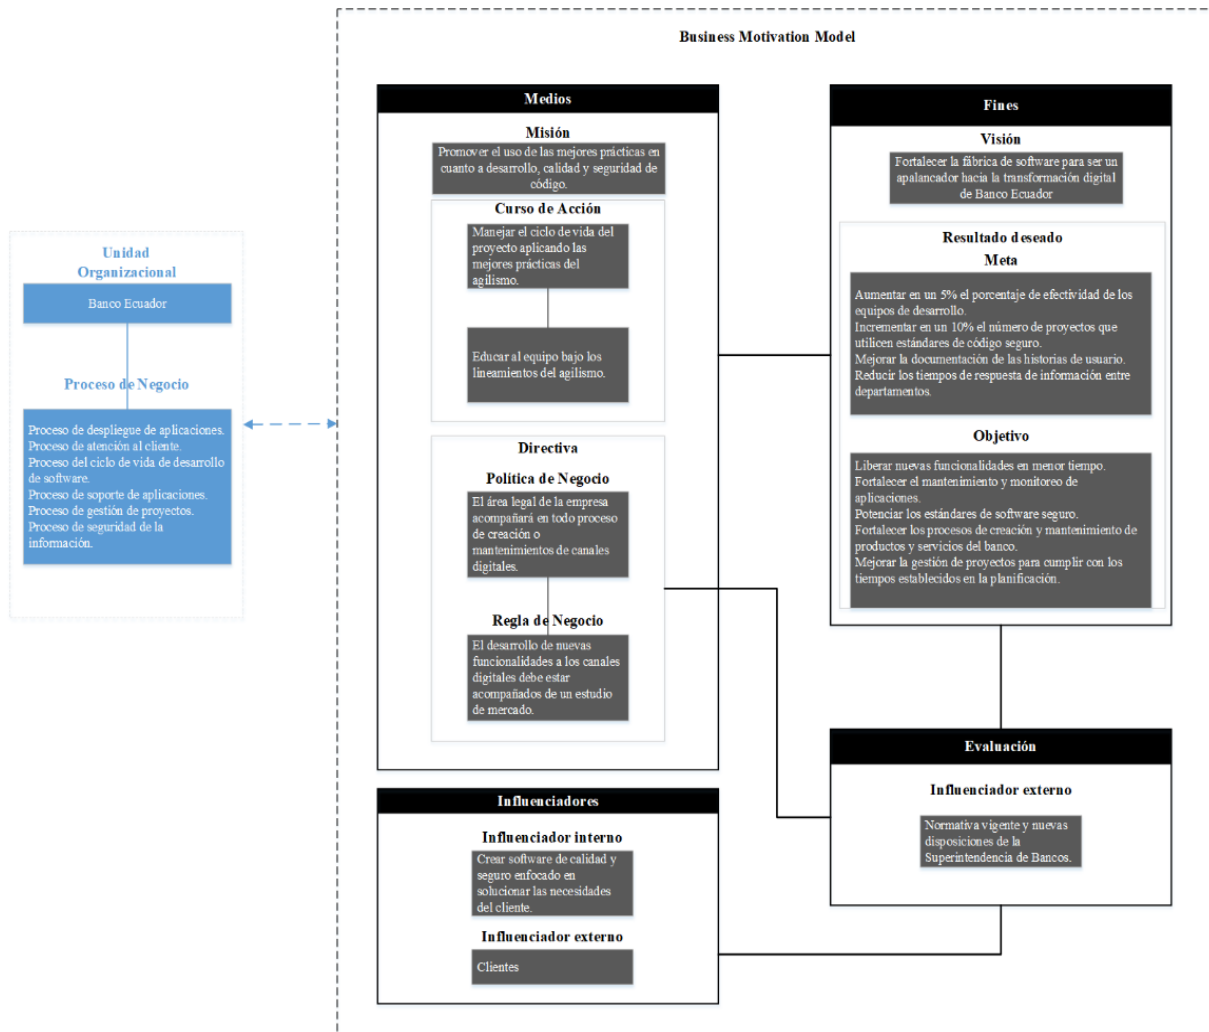 Business Motivation Model
Unidad
Organizacional
Banco Ecuador
Proceso de Negocio
Proceso de despliegue de aplicaciones.
Proceso de atención al cliente.
Proceso del ciclo de vida de desarrollo
de software.
Proceso de soporte de aplicaciones.
Proceso de gestión de proyectos.
Proceso de seguridad de la
información.
Medios
Misión
Promover el uso de las mejores prácticas en
cuanto a desarrollo, calidad y seguridad de
código.
Curso de Acción
Manejar el ciclo de vida del
proyecto aplicando las
mejores prácticas del
agilismo.
Educar al equipo bajo los
lineamientos del agilismo.
Directiva
Política de Negocio
El área legal de la empresa
acompañará en todo proceso
de creación o
mantenimientos de canales
digitales.
Regla de Negocio
El desarrollo de nuevas
funcionalidades a los canales
digitales debe estar
acompañados de un estudio
de mercado.
Influenciadores
Influenciador interno
Crear software de calidad y
seguro enfocado en
solucionar las necesidades
del cliente.
Influenciador externo
Clientes
Fines
Visión
Fortalecer la fábrica de software para ser un
apalancador hacia la transformación digital
de Banco Ecuador
Resultado deseado
Meta
Aumentar en un 5% el porcentaje de efectividad de los
equipos de desarrollo.
Incrementar en un 10% el número de proyectos que
utilicen estándares de código seguro.
Mejorar la documentación de las historias de usuario.
Reducir los tiempos de respuesta de información entre
departamentos.
Objetivo
Liberar nuevas funcionalidades en menor tiempo.
Fortalecer el mantenimiento y monitoreo de
aplicaciones.
Potenciar los estándares de software seguro.
Fortalecer los procesos de creación y mantenimiento de
productos y servicios del banco.
Mejorar la gestión de proyectos para cumplir con los
tiempos establecidos en la planificación.
Evaluación
Influenciador externo
Normativa vigente y nuevas
disposiciones de la
Superintendencia de Bancos.